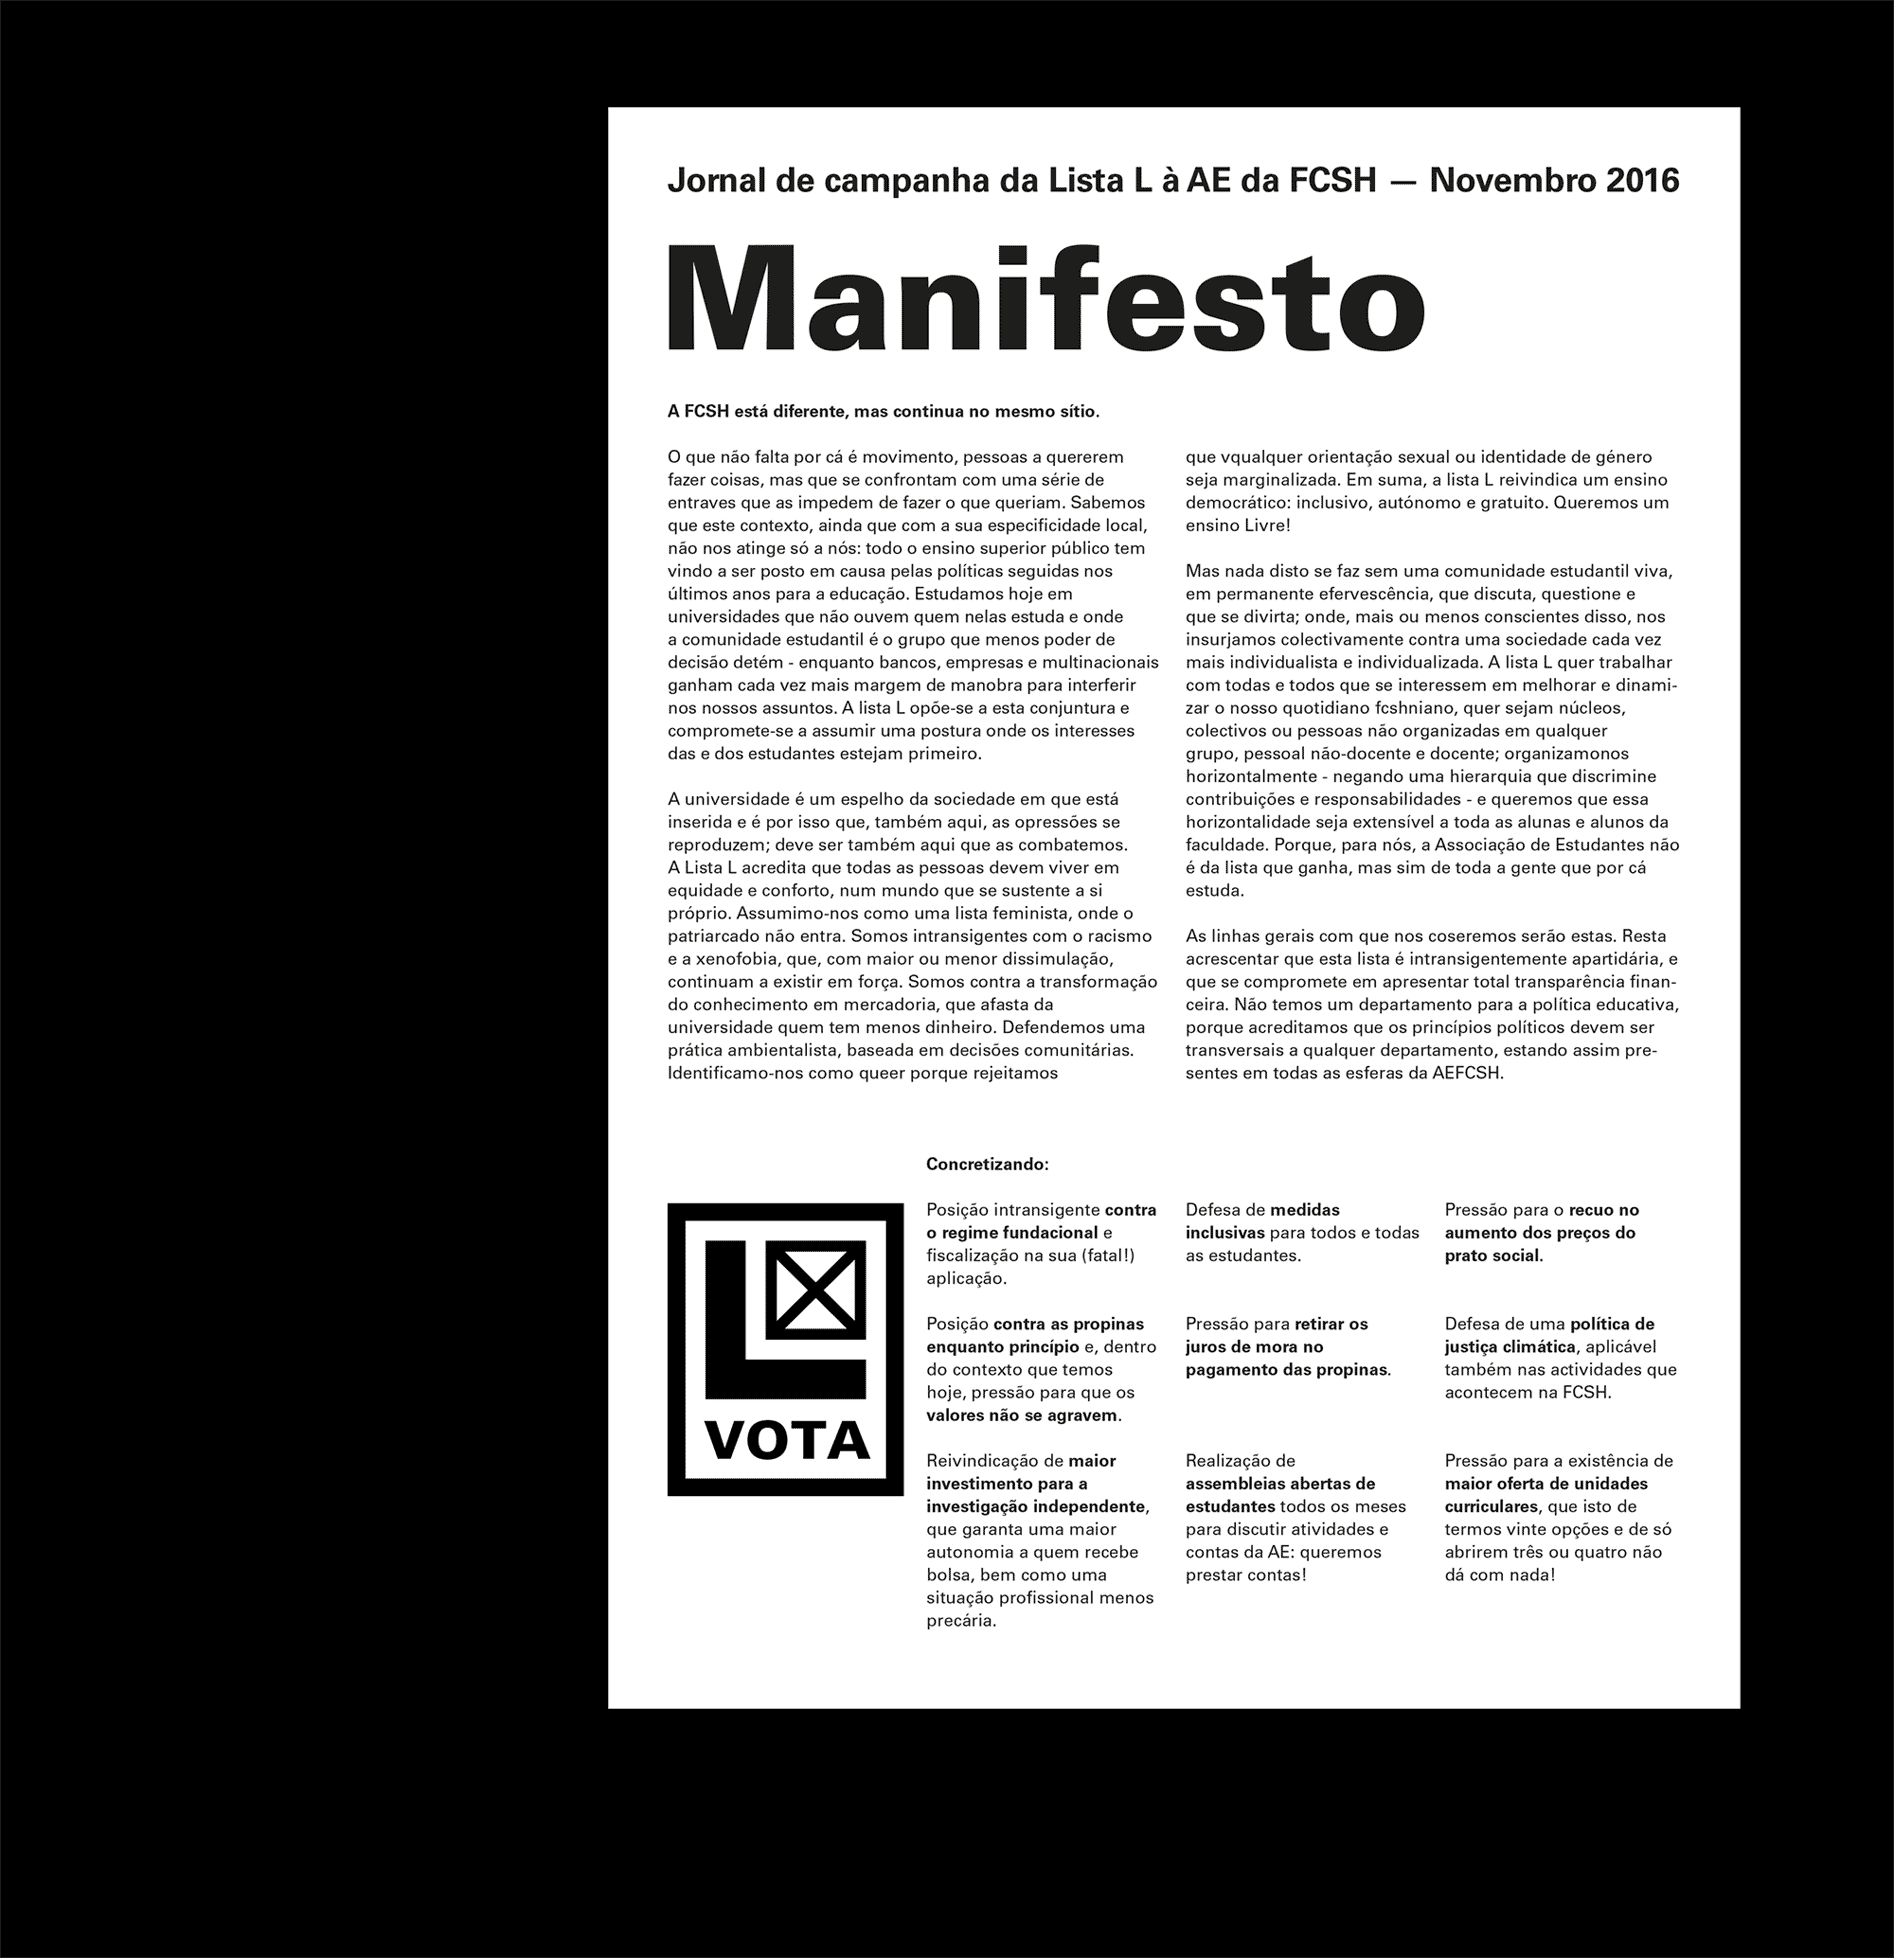 Jornal de campanha da Lista L à AE da FCSH — Novembro 2016
Manifesto
A FCSH está diferente, mas continua no mesmo sítio.
O que não falta por cá é movimento, pessoas a quererem
fazer coisas, mas que se confrontam com uma série de
entraves que as impedem de fazer o que queriam. Sabemos
que este contexto, ainda que com a sua especificidade local,
não nos atinge só a nós: todo o ensino superior público tem
vindo a ser posto em causa pelas políticas seguidas nos
últimos anos para a educação. Estudamos hoje em
universidades que não ouvem quem nelas estuda e onde
a comunidade estudantil é o grupo que menos poder de
decisão detém - enquanto bancos, empresas e multinacionais
ganham cada vez mais margem de manobra para interferir
nos nossos assuntos. A lista L opõe-se a esta conjuntura e
compromete-se a assumir uma postura onde os interesses
das e dos estudantes estejam primeiro.
A universidade é um espelho da sociedade em que está
inserida e é por isso que, também aqui, as opressões se
reproduzem; deve ser também aqui que as combatemos.
A Lista L acredita que todas as pessoas devem viver em
equidade e conforto, num mundo que se sustente a si
próprio. Assumimo-nos como uma lista feminista, onde o
patriarcado não entra. Somos intransigentes com o racismo
e a xenofobia, que, com maior ou menor dissimulação,
continuam a existir em força. Somos contra a transformação
do conhecimento em mercadoria, que afasta da
universidade quem tem menos dinheiro. Defendemos uma
prática ambientalista, baseada em decisões comunitárias.
Identificamo-nos como queer porque rejeitamos
que vqualquer orientação sexual ou identidade de género
seja marginalizada. Em suma, a lista L reivindica um ensino
democrático: inclusivo, autónomo e gratuito. Queremos um
ensino Livre!
Mas nada disto se faz sem uma comunidade estudantil viva,
em permanente efervescência, que discuta, questione e
que se divirta; onde, mais ou menos conscientes disso, nos
insurjamos colectivamente contra uma sociedade cada vez
mais individualista e individualizada. A lista L quer trabalhar
com todas e todos que se interessem em melhorar e dinami-
zar o nosso quotidiano fcshniano, quer sejam núcleos,
colectivos ou pessoas não organizadas em qualquer
grupo, pessoal não-docente e docente; organizamonos
horizontalmente - negando uma hierarquia que discrimine
contribuições e responsabilidades - e queremos que essa
horizontalidade seja extensível a toda as alunas e alunos da
faculdade. Porque, para nós, a Associação de Estudantes não
é da lista que ganha, mas sim de toda a gente que por cá
estuda.
As linhas gerais com que nos coseremos serão estas. Resta
acrescentar que esta lista é intransigentemente apartidária, e
que se compromete em apresentar total transparência finan-
ceira. Não temos um departamento para a política educativa,
porque acreditamos que os princípios políticos devem ser
transversais a qualquer departamento, estando assim pre-
sentes em todas as esferas da AEFCSH.
L
VOTA
Concretizando:
Posição intransigente contra
o regime fundacional e
fiscalização na sua (fatal!)
aplicação.
Posição contra as propinas
enquanto princípio e, dentro
do contexto que temos
hoje, pressão para que os
valores não se agravem.
Reivindicação de maior
investimento para a
investigação independente,
que garanta uma maior
autonomia a quem recebe
bolsa, bem como uma
situação profissional menos
precária.
Defesa de medidas
inclusivas para todos e todas
as estudantes.
Pressão para retirar os
juros de mora no
pagamento das propinas.
Realização de
assembleias abertas de
estudantes todos os meses
para discutir atividades e
contas da AE: queremos
prestar contas!
Pressão para o recuo no
aumento dos preços do
prato social.
Defesa de uma política de
justiça climática, aplicável
também nas actividades que
acontecem na FCSH.
Pressão para a existência de
maior oferta de unidades
curriculares, que isto de
termos vinte opções e de só
abrirem três ou quatro não
dá com nada!